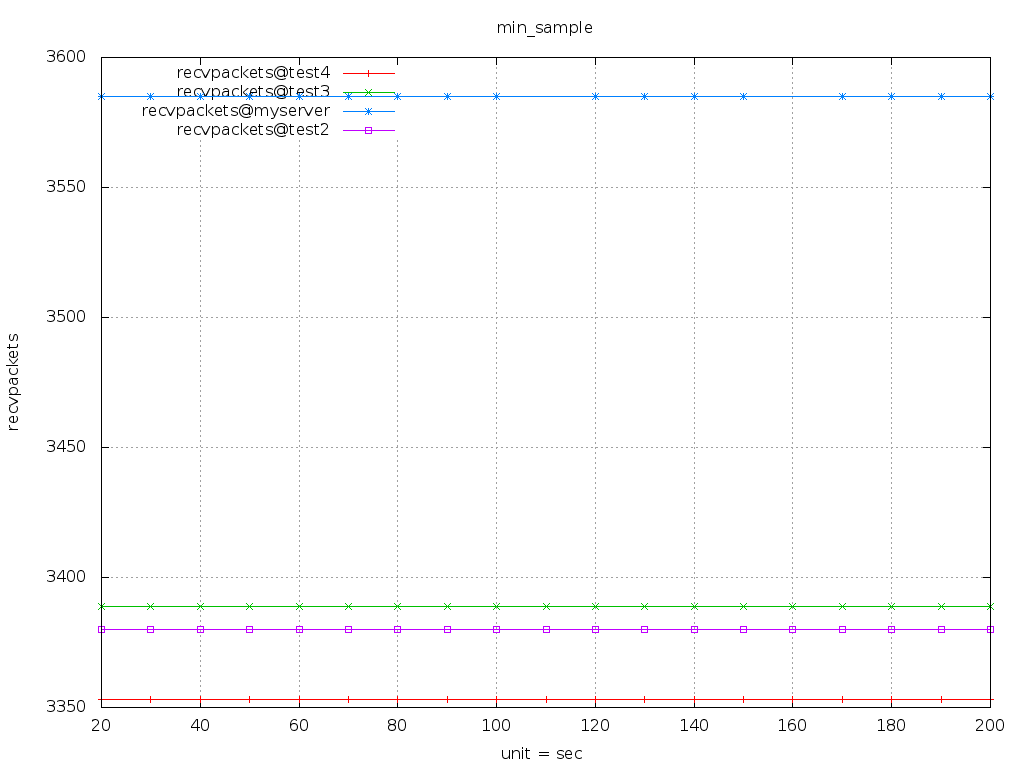 min_sample
3600
recvpackets@test4
recvpackets@test3
recvpackets@myserver
recvpackets@test2
3550
3500
recvpackets
3450
3400
3350
20 40 60 80 100 120 140 160 180 200
unit = sec